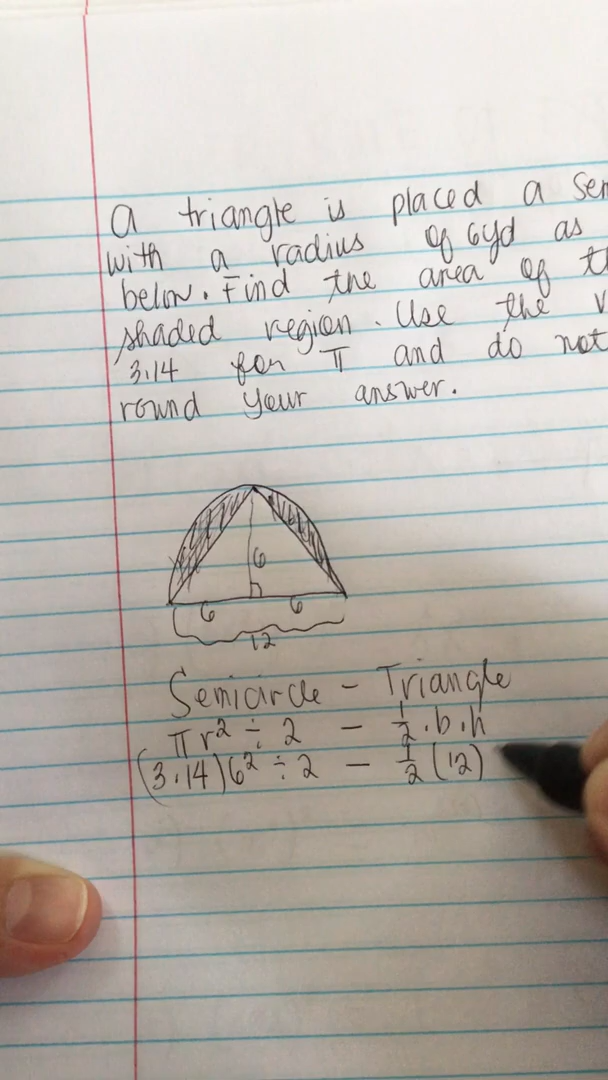 a triangle is placed a sem
with a radius of 6yd as
below. Find the area of th
shaded region. Use the v
3.14 for π and do not
round your answer.
6
6 6
12
Semicircle - Triangle
π r² ÷ 2 - 1/2 · b · h
(3.14)6² ÷ 2 - 1/2 (12)